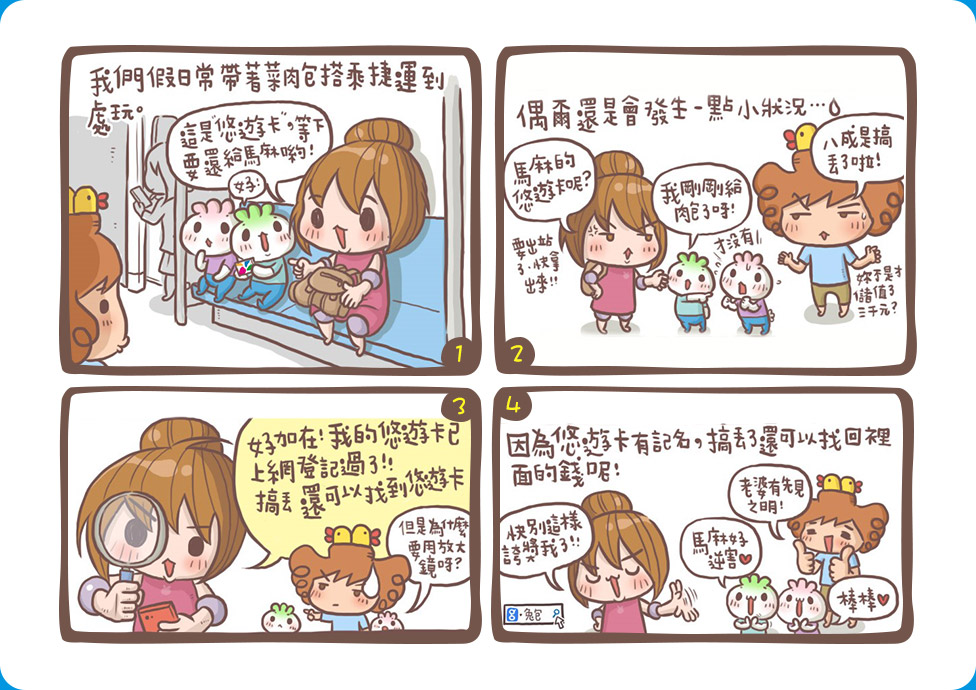 我們假日常帶著菜肉包搭乘捷運到
處玩。
這是"悠遊卡",等下
要還給馬麻喲!
好!
1
偶爾還是會發生一點小狀況…
馬麻的
悠遊卡呢?
我剛剛給
肉包了呀!
才沒有!
八成是搞
丟了啦!
要出站
了,快拿
出來!!
妳不是才
儲值了
三千元?
2
好加在!我的悠遊卡已
上網登記過了!!
搞丟還可以找到悠遊卡
但是為什麼
要用放大
鏡呀?
3
4
因為悠遊卡有記名,搞丟了還可以找回裡
面的錢呢!
快別這樣
誇獎我了!!
馬麻好
逆害♥
老婆有先見
之明!
棒棒♥
兔包